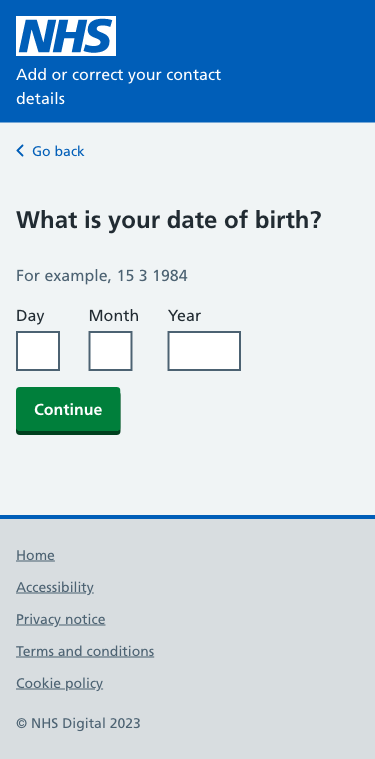 NHS
Add or correct your contact
details
Go back
What is your date of birth?
For example, 15 3 1984
Day Month Year
Continue
Home
Accessibility
Privacy notice
Terms and conditions
Cookie policy
© NHS Digital 2023